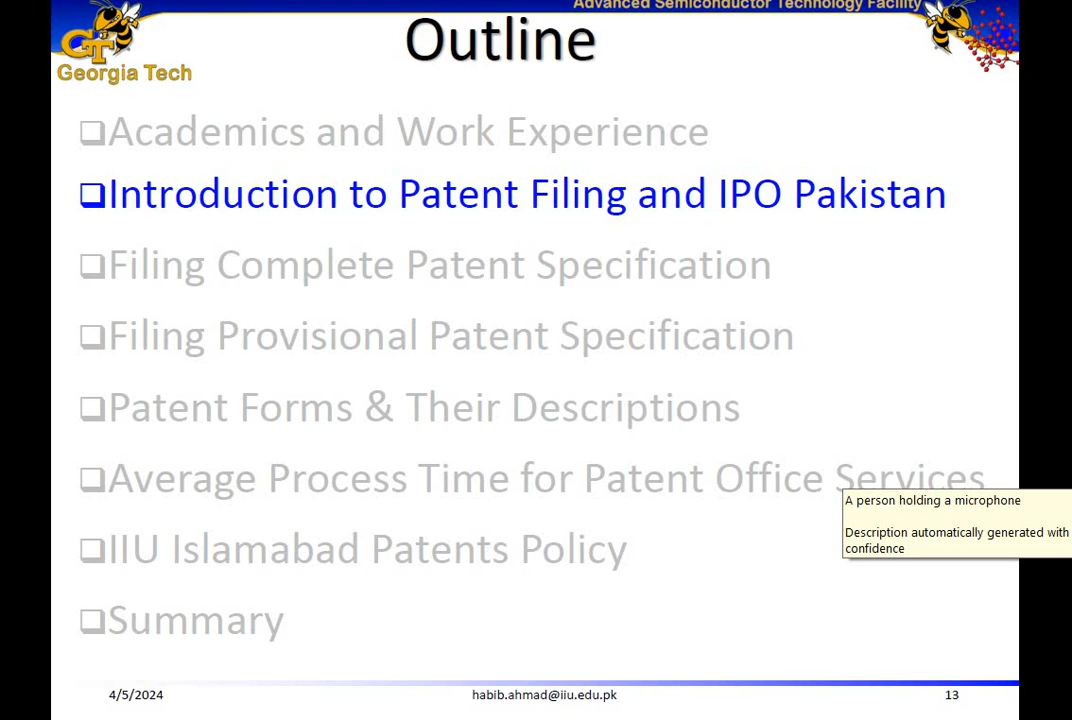 Advanced Semiconductor Technology Facility
Outline
GT
Georgia Tech
❑Academics and Work Experience
❑Introduction to Patent Filing and IPO Pakistan
❑Filing Complete Patent Specification
❑Filing Provisional Patent Specification
❑Patent Forms & Their Descriptions
❑Average Process Time for Patent Office Services
A person holding a microphone
Description automatically generated with
confidence
❑IIU Islamabad Patents Policy
❑Summary
4/5/2024
habib.ahmad@iiu.edu.pk
13